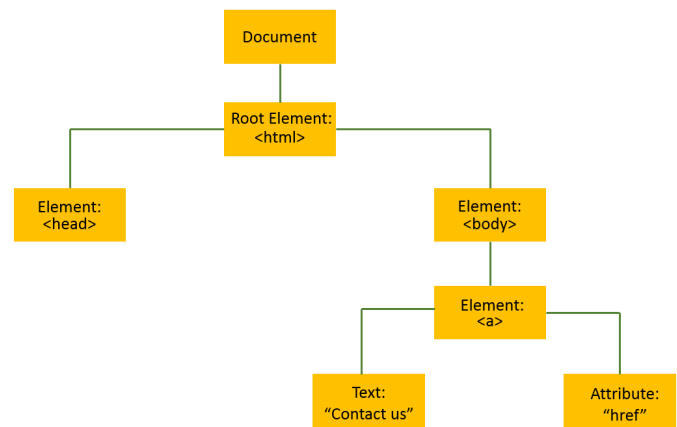 Document
Root Element:
<html>
Element:
<head>
Element:
<body>
Element:
<a>
Text:
“Contact us”
Attribute:
“href”